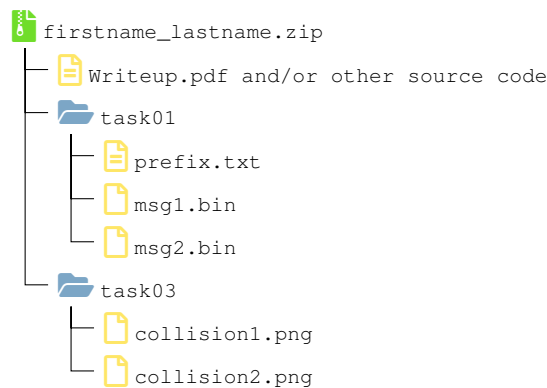 firstname_lastname.zip
Writeup.pdf and/or other source code
task01
prefix.txt
msg1.bin
msg2.bin
task03
collision1.png
collision2.png